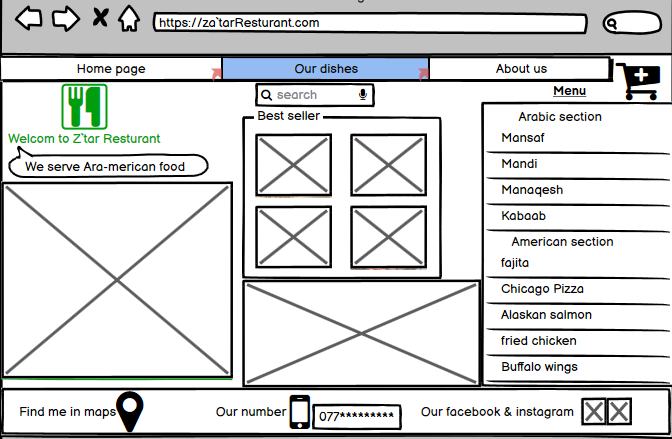 https://za`tarResturant.com
Home page
Our dishes
About us
search
Menu
Welcom to Z`tar Resturant
We serve Ara-merican food
Best seller
Arabic section
Mansaf
Mandi
Manaqesh
Kabaab
American section
fajita
Chicago Pizza
Alaskan salmon
fried chicken
Buffalo wings
Find me in maps
Our number
077*********
Our facebook & instagram